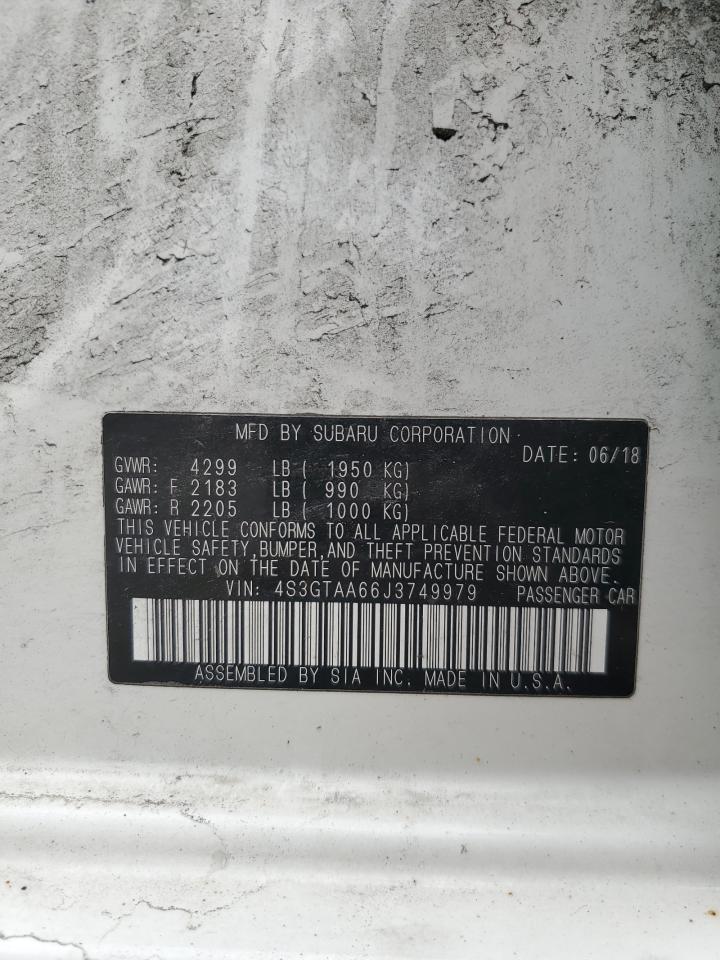 MFD BY SUBARU CORPORATION
DATE: 06/18
GVWR: 4299 LB ( 1950 KG)
GAWR: F 2183 LB ( 990 KG)
GAWR: R 2205 LB ( 1000 KG)
THIS VEHICLE CONFORMS TO ALL APPLICABLE FEDERAL MOTOR
VEHICLE SAFETY,BUMPER,AND THEFT PREVENTION STANDARDS
IN EFFECT ON THE DATE OF MANUFACTURE SHOWN ABOVE.
VIN: 4S3GTAA66J3749979 PASSENGER CAR
ASSEMBLED BY SIA INC. MADE IN U.S.A.